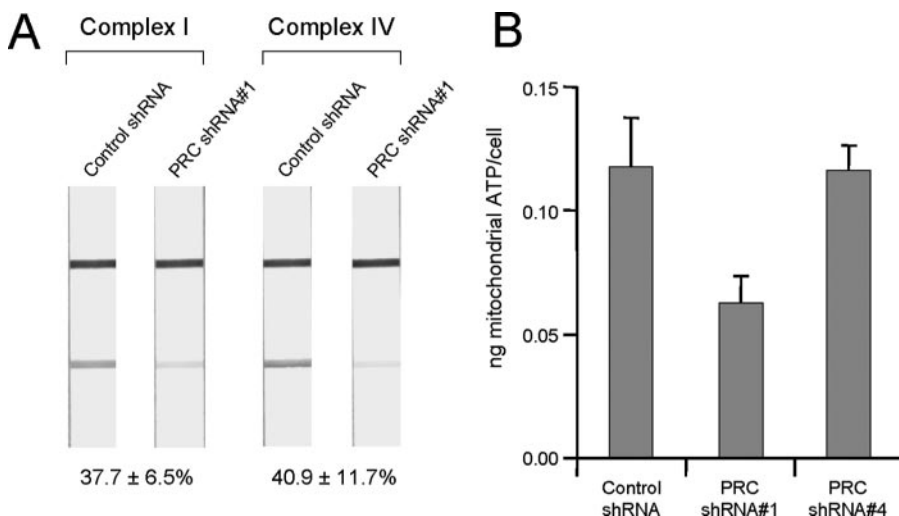 A
Complex I
Complex IV
Control shRNA
PRC shRNA#1
Control shRNA
PRC shRNA#1
37.7 ± 6.5%
40.9 ± 11.7%
B
ng mitochondrial ATP/cell
0.15
0.10
0.05
0.00
Control
shRNA
PRC
shRNA#1
PRC
shRNA#4